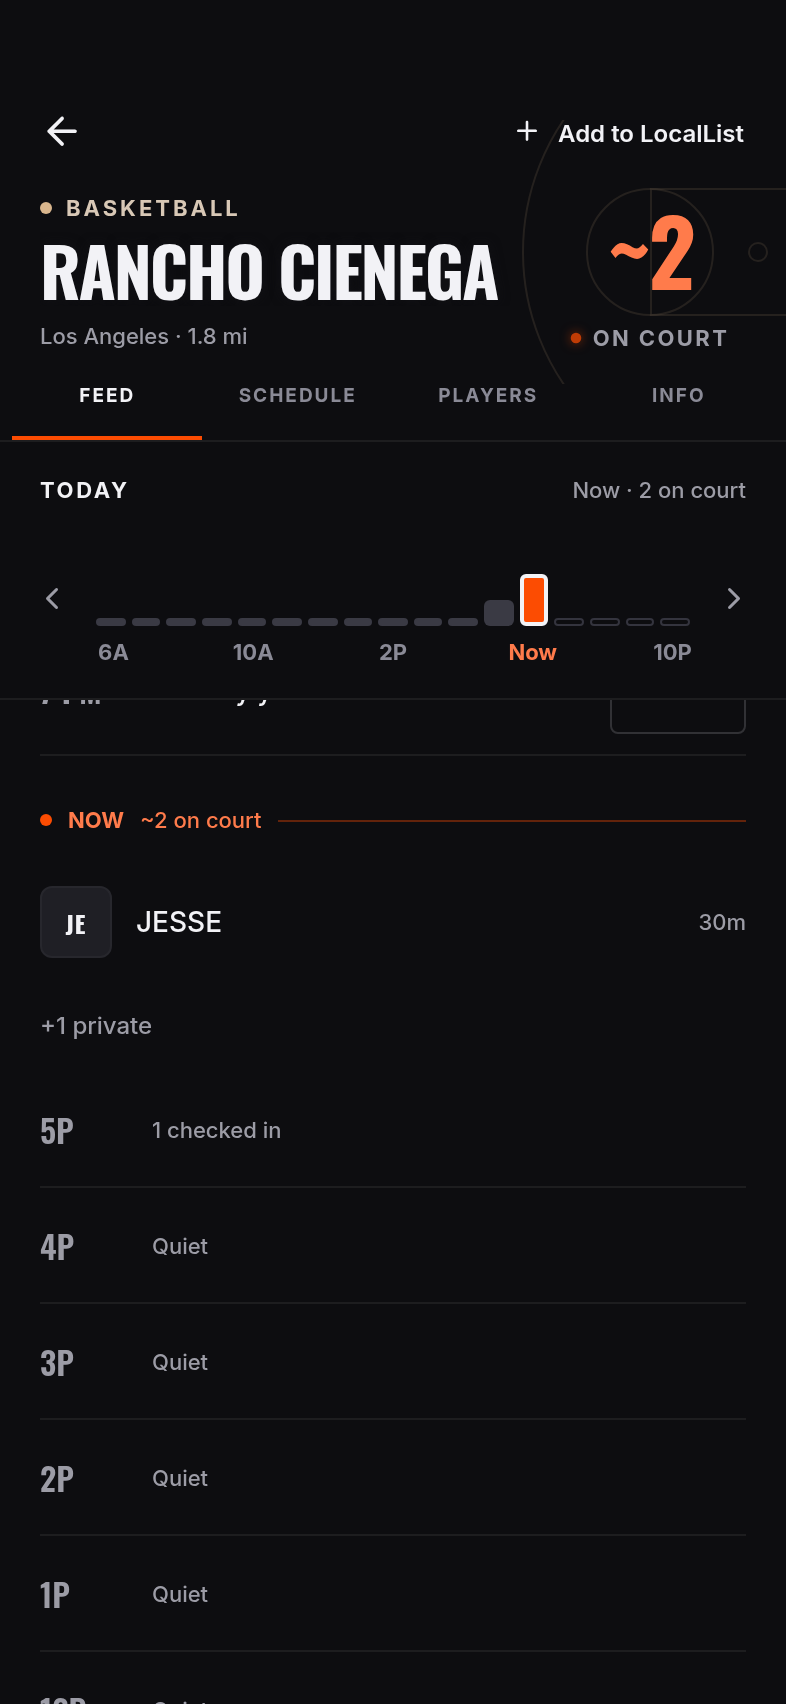 + Add to LocalList
BASKETBALL
RANCHO CIENEGA
~2
Los Angeles · 1.8 mi
ON COURT
FEED SCHEDULE PLAYERS INFO
TODAY Now · 2 on court
6A 10A 2P Now 10P
NOW ~2 on court
JE JESSE 30m
+1 private
5P 1 checked in
4P Quiet
3P Quiet
2P Quiet
1P Quiet